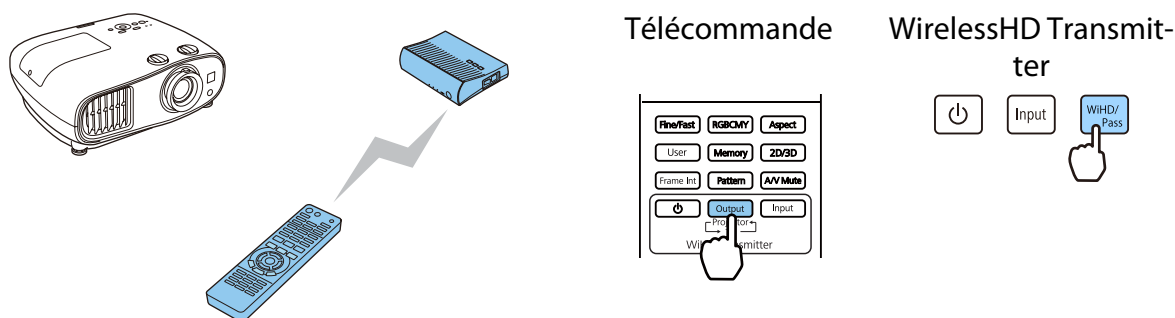 Télécommande
WirelessHD Transmit-
ter
Fine/Fast RGBCMY Aspect
User Memory 2D/3D
Frame Int Pattern A/V Mute
Output Input
Wi
Input
WiHD/
Pass